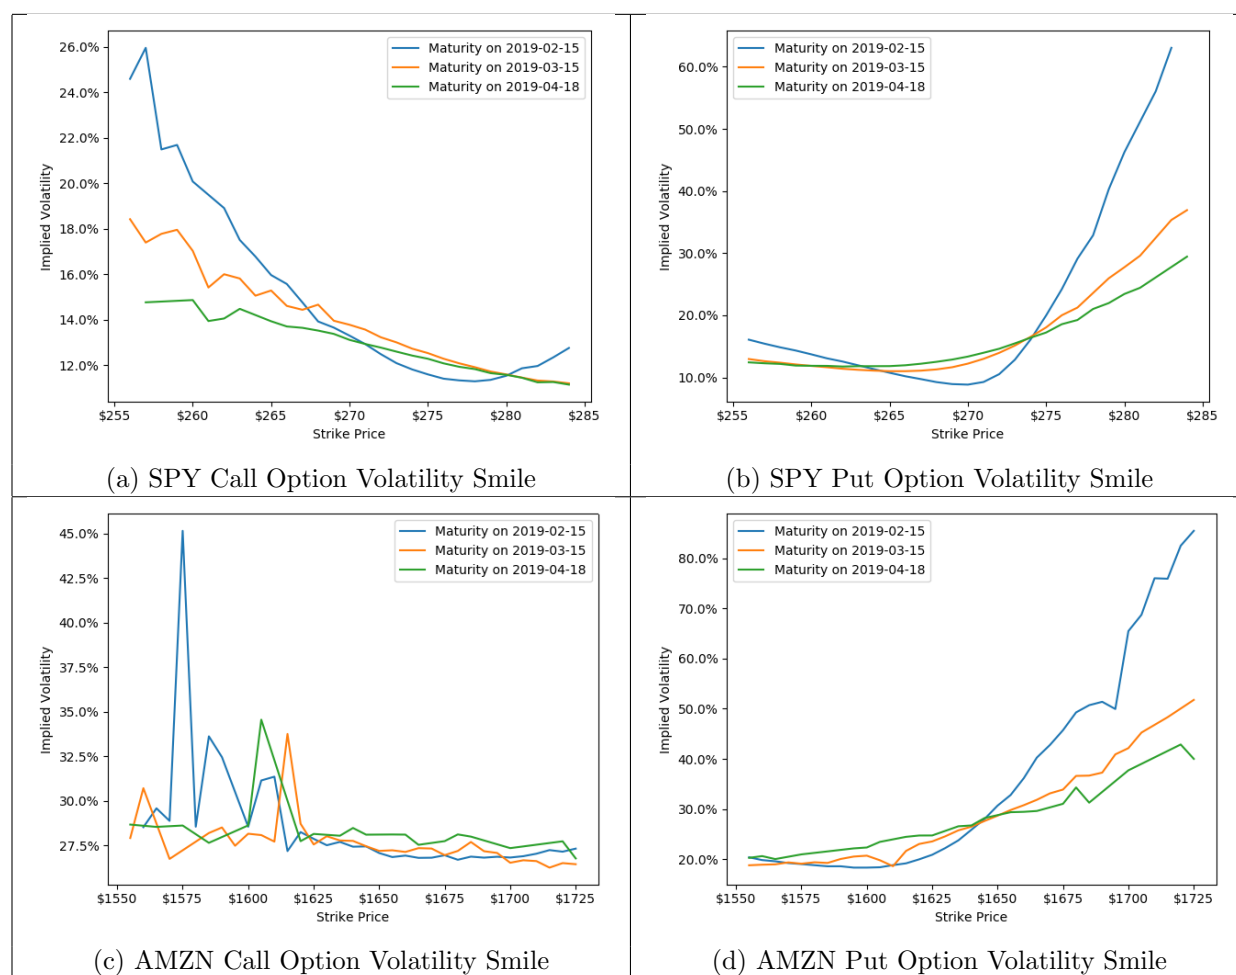 26.0%
24.0%
22.0%
20.0%
18.0%
16.0%
14.0%
12.0%
Implied Volatility
Maturity on 2019-02-15
Maturity on 2019-03-15
Maturity on 2019-04-18
$255 $260 $265 $270 $275 $280 $285
Strike Price
(a) SPY Call Option Volatility Smile
60.0%
50.0%
40.0%
30.0%
20.0%
10.0%
Implied Volatility
Maturity on 2019-02-15
Maturity on 2019-03-15
Maturity on 2019-04-18
$255 $260 $265 $270 $275 $280 $285
Strike Price
(b) SPY Put Option Volatility Smile
45.0%
42.5%
40.0%
37.5%
35.0%
32.5%
30.0%
27.5%
Implied Volatility
Maturity on 2019-02-15
Maturity on 2019-03-15
Maturity on 2019-04-18
$1550 $1575 $1600 $1625 $1650 $1675 $1700 $1725
Strike Price
(c) AMZN Call Option Volatility Smile
80.0%
70.0%
60.0%
50.0%
40.0%
30.0%
20.0%
Implied Volatility
Maturity on 2019-02-15
Maturity on 2019-03-15
Maturity on 2019-04-18
$1550 $1575 $1600 $1625 $1650 $1675 $1700 $1725
Strike Price
(d) AMZN Put Option Volatility Smile